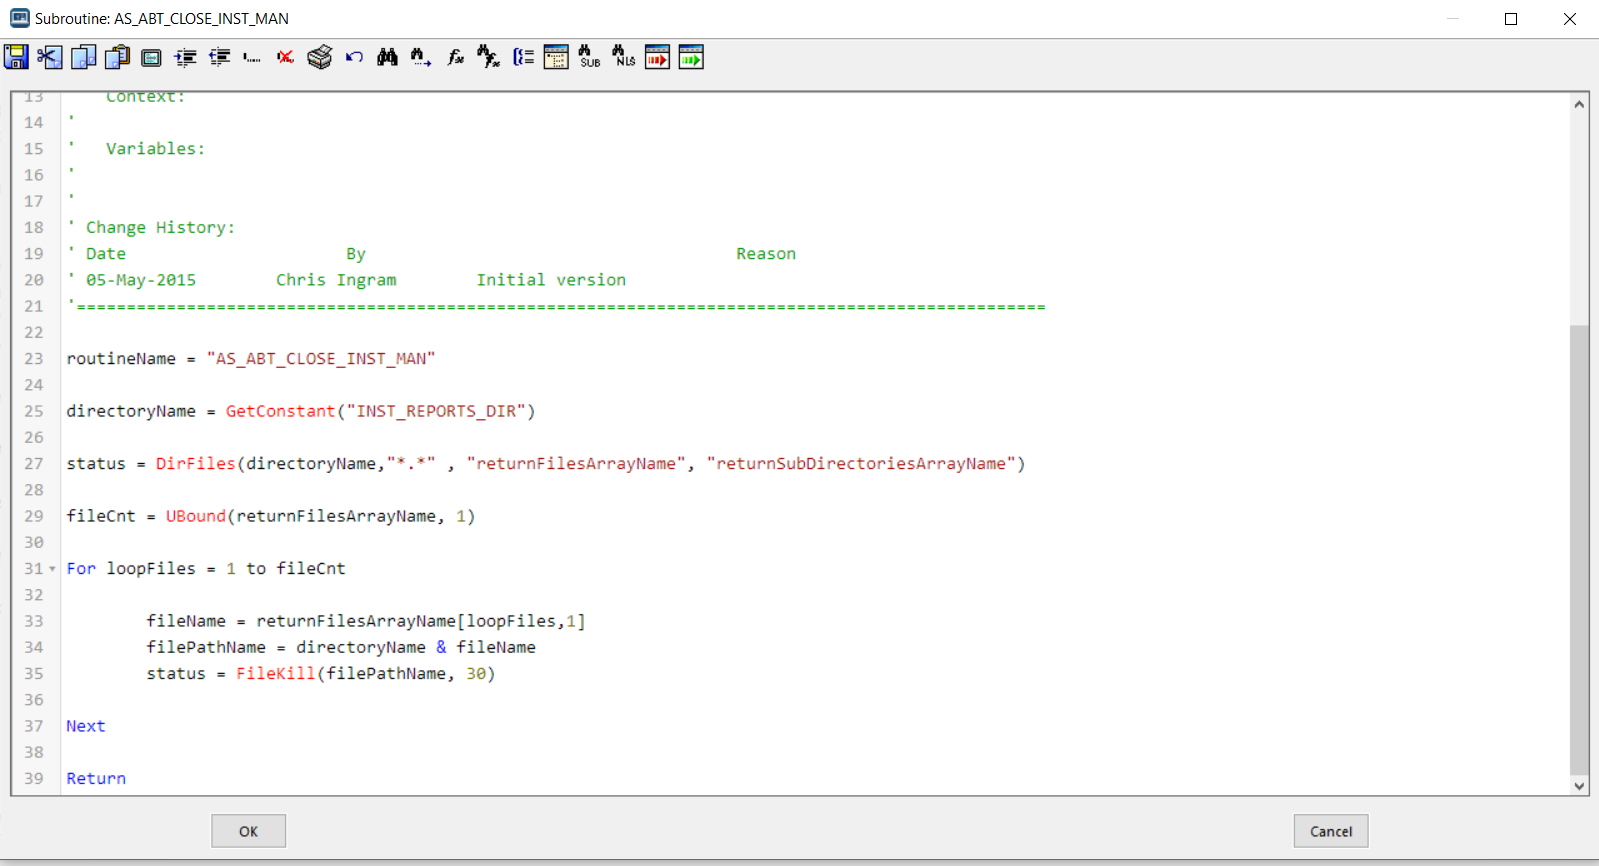 Subroutine: AS_ABT_CLOSE_INST_MAN
SUB
NLS
13     Context:
14 '
15 '   Variables:
16 '
17 '
18 ' Change History:
19 ' Date                      By                                     Reason
20 ' 05-May-2015        Chris Ingram        Initial version
21 '=================================================================================================
22
23 routineName = "AS_ABT_CLOSE_INST_MAN"
24
25 directoryName = GetConstant("INST_REPORTS_DIR")
26
27 status = DirFiles(directoryName,"*.*" , "returnFilesArrayName", "returnSubDirectoriesArrayName")
28
29 fileCnt = UBound(returnFilesArrayName, 1)
30
31 For loopFiles = 1 to fileCnt
32
33         fileName = returnFilesArrayName[loopFiles,1]
34         filePathName = directoryName & fileName
35         status = FileKill(filePathName, 30)
36
37 Next
38
39 Return
OK
Cancel